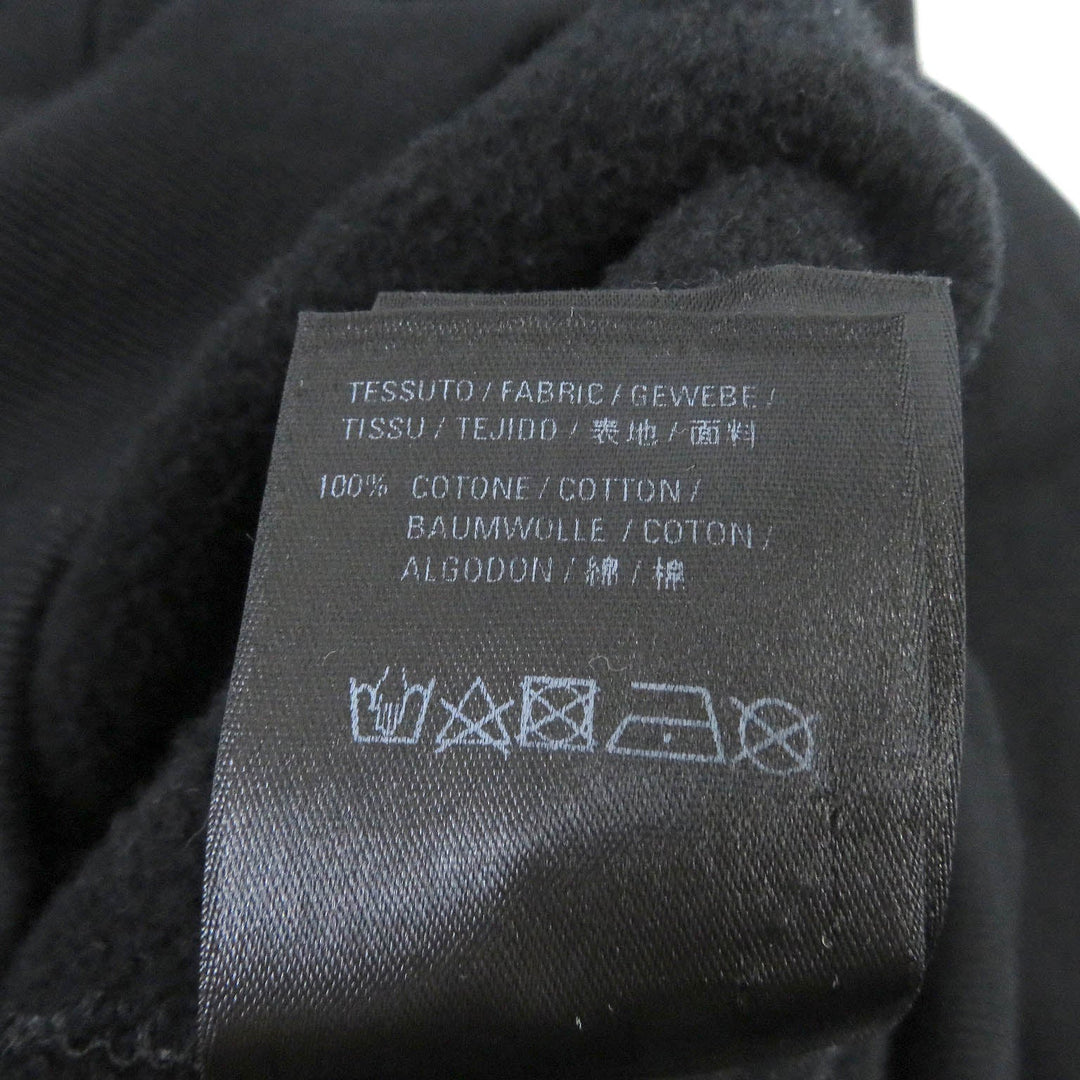 TESSUTO / FABRIC / GEWEBE /
TISSU / TEJIDO / 表地 / 面料
100% COTONE / COTTON /
BAUMWOLLE / COTON /
ALGODON / 綿 / 棉